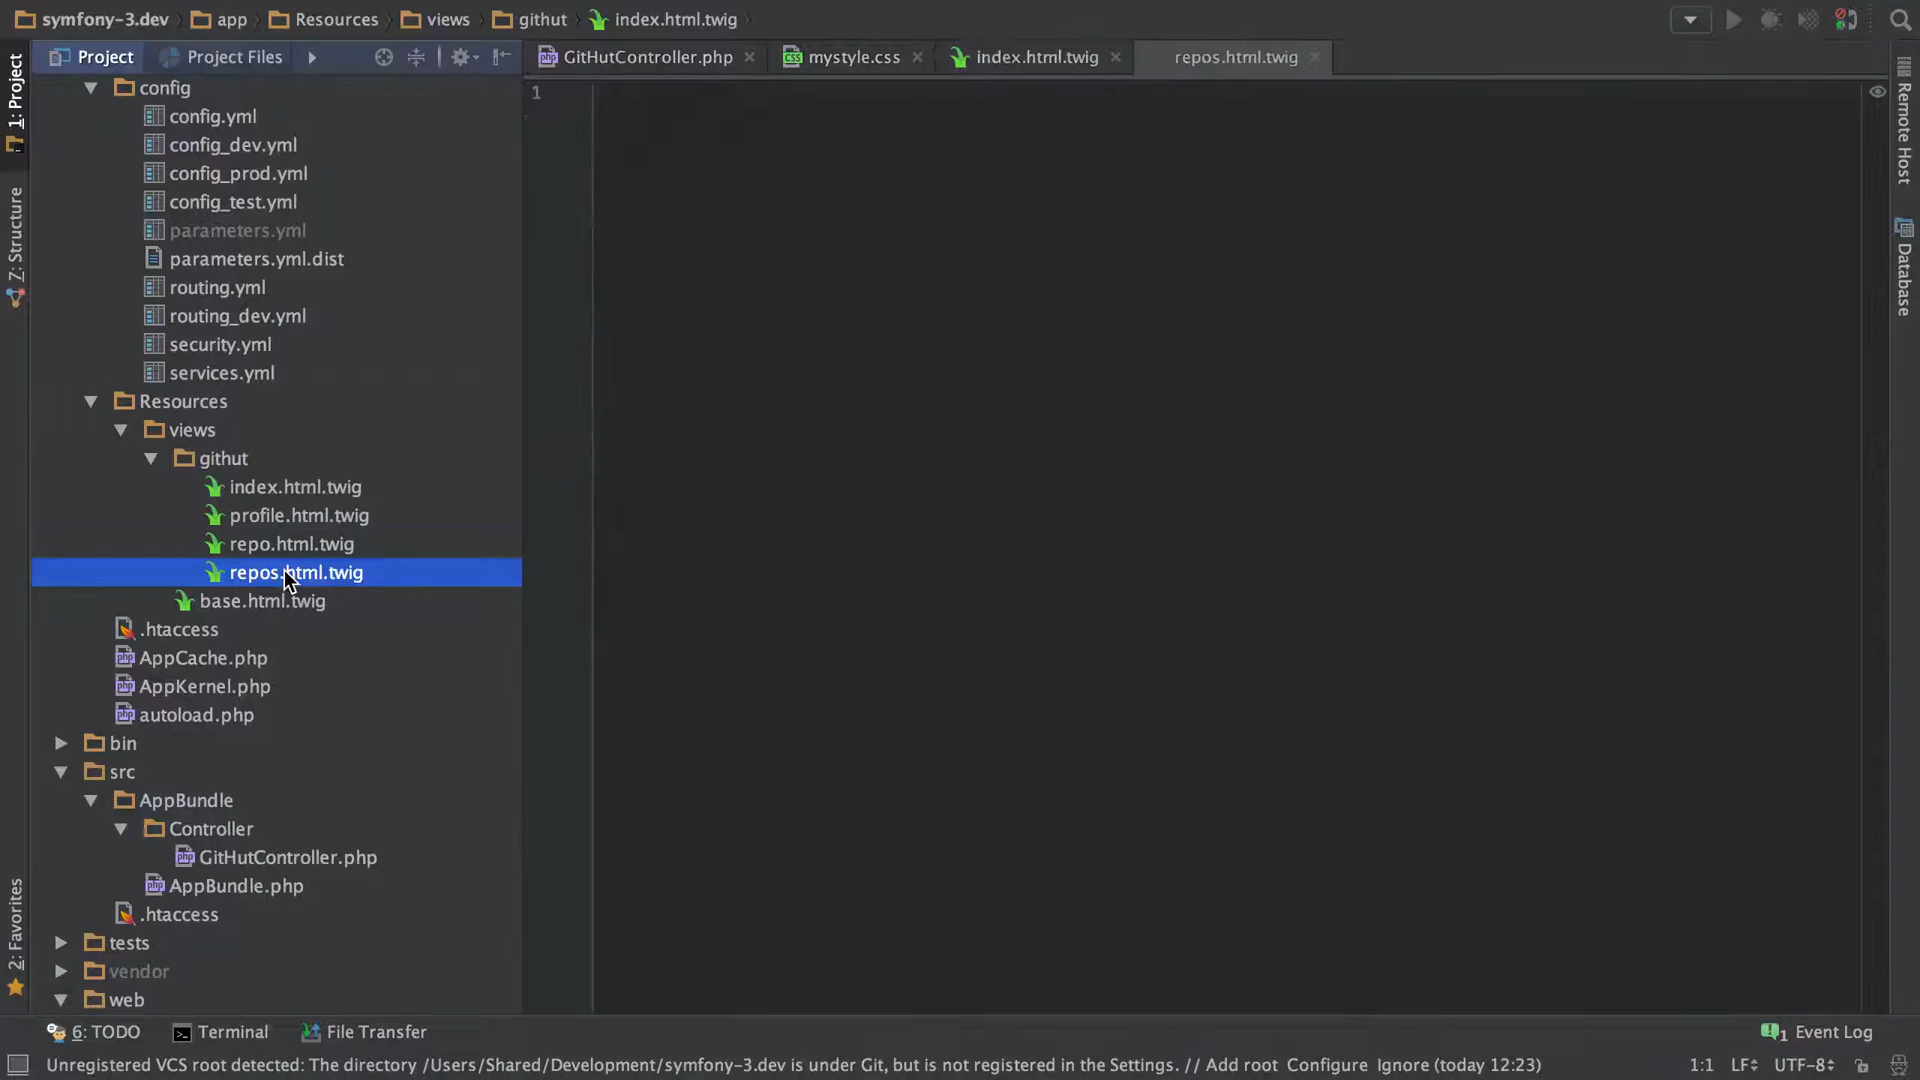 symfony-3.dev app Resources views githut index.html.twig
1: Project
Project Project Files
GitHutController.php mystyle.css index.html.twig repos.html.twig
1
config
config.yml
config_dev.yml
config_prod.yml
config_test.yml
parameters.yml
parameters.yml.dist
routing.yml
routing_dev.yml
security.yml
services.yml
Resources
views
githut
index.html.twig
profile.html.twig
repo.html.twig
repos.html.twig
base.html.twig
.htaccess
AppCache.php
AppKernel.php
autoload.php
bin
src
AppBundle
Controller
GitHutController.php
AppBundle.php
.htaccess
tests
vendor
web
Z: Structure
2: Favorites
Remote Host
Database
6: TODO Terminal File Transfer
1 Event Log
Unregistered VCS root detected: The directory /Users/Shared/Development/symfony-3.dev is under Git, but is not registered in the Settings. // Add root Configure Ignore (today 12:23)
1:1 LF UTF-8